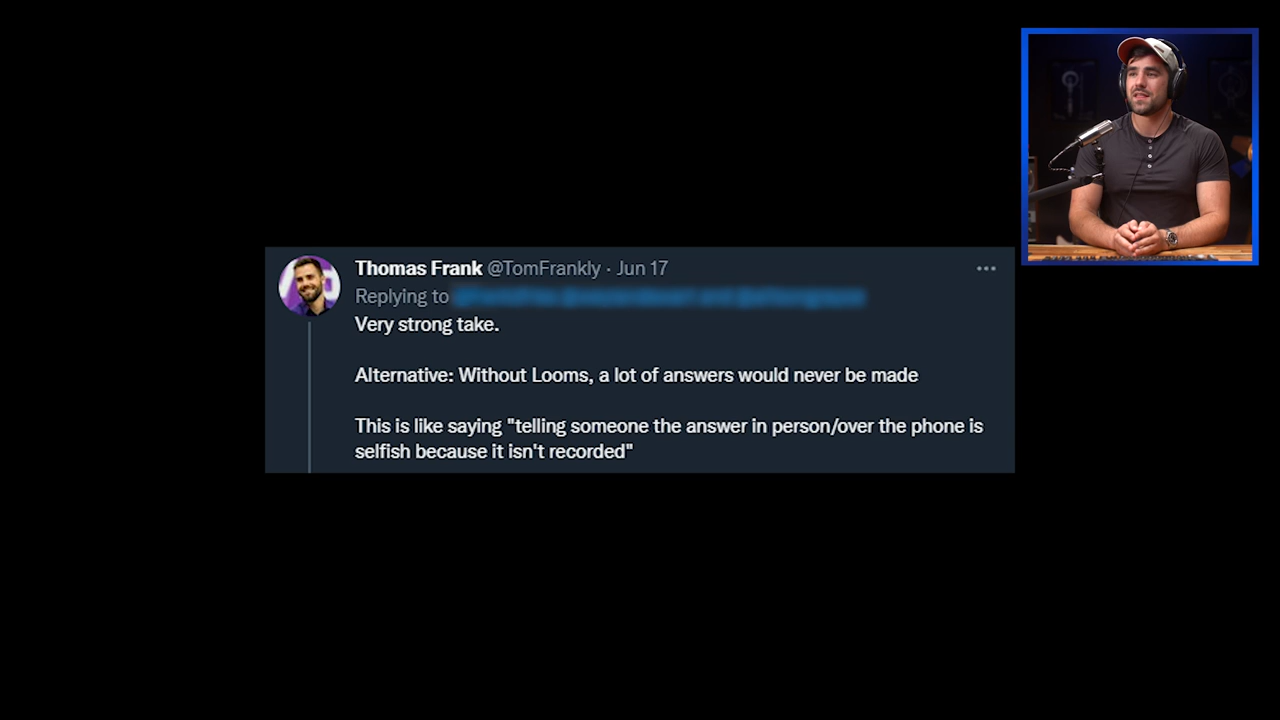 Thomas Frank @TomFrankly · Jun 17
Replying to
Very strong take.
Alternative: Without Looms, a lot of answers would never be made
This is like saying "telling someone the answer in person/over the phone is
selfish because it isn't recorded"